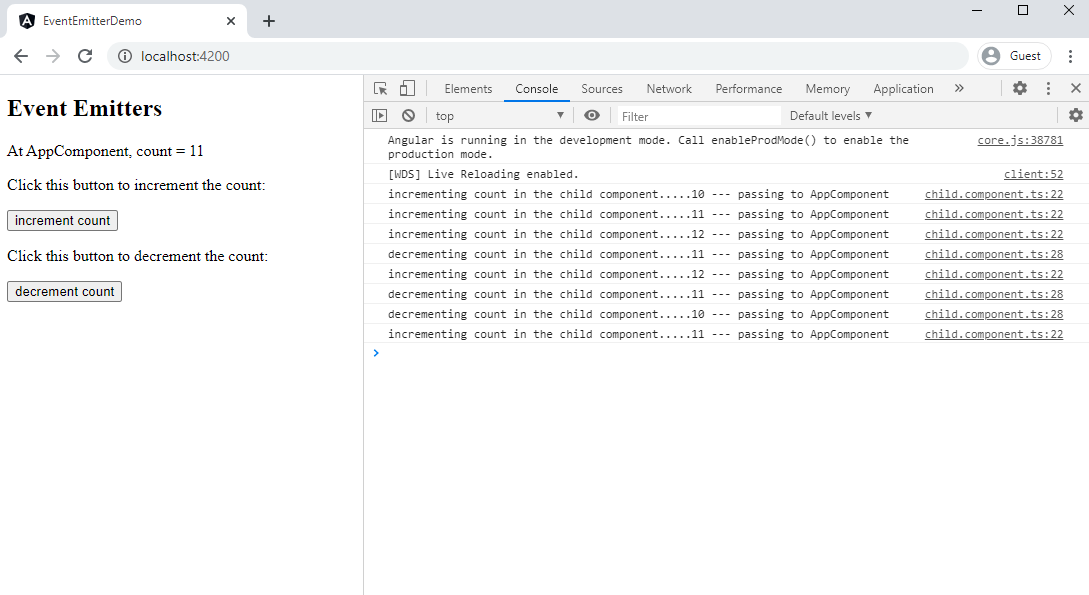 EventEmitterDemo
localhost:4200
Guest
Event Emitters
At AppComponent, count = 11
Click this button to increment the count:
increment count
Click this button to decrement the count:
decrement count
Elements Console Sources Network Performance Memory Application
top Filter Default levels
Angular is running in the development mode. Call enableProdMode() to enable the core.js:38781
production mode.
[WDS] Live Reloading enabled. client:52
incrementing count in the child component.....10 --- passing to AppComponent child.component.ts:22
incrementing count in the child component.....11 --- passing to AppComponent child.component.ts:22
incrementing count in the child component.....12 --- passing to AppComponent child.component.ts:22
decrementing count in the child component.....11 --- passing to AppComponent child.component.ts:28
incrementing count in the child component.....12 --- passing to AppComponent child.component.ts:22
decrementing count in the child component.....11 --- passing to AppComponent child.component.ts:28
decrementing count in the child component.....10 --- passing to AppComponent child.component.ts:28
incrementing count in the child component.....11 --- passing to AppComponent child.component.ts:22